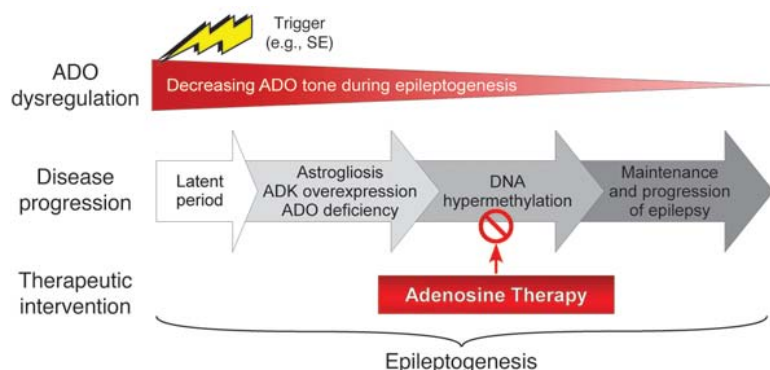 Trigger
(e.g., SE)
ADO
dysregulation
Decreasing ADO tone during epileptogenesis
Disease
progression
Latent
period
Astrogliosis
ADK overexpression
ADO deficiency
DNA
hypermethylation
Maintenance
and progression
of epilepsy
Therapeutic
intervention
Adenosine Therapy
Epileptogenesis